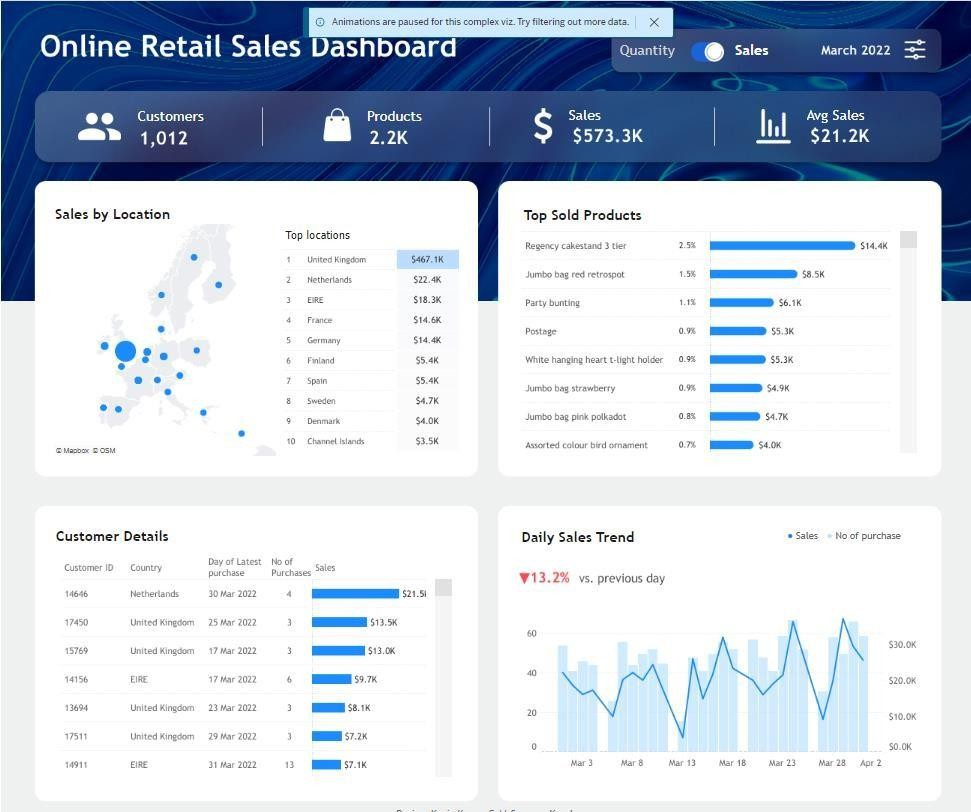 Animations are paused for this complex viz. Try filtering out more data.
Online Retail Sales Dashboard
Quantity Sales March 2022
Customers
1,012
Products
2.2K
Sales
$573.3K
Avg Sales
$21.2K
Sales by Location
Top locations
1 United Kingdom $467.1K
2 Netherlands $22.4K
3 EIRE $18.3K
4 France $14.6K
5 Germany $14.4K
6 Finland $5.4K
7 Spain $5.4K
8 Sweden $4.7K
9 Denmark $4.0K
10 Channel Islands $3.5K
© Mapbox © OSM
Top Sold Products
Regency cakestand 3 tier 2.5% $14.4K
Jumbo bag red retrospot 1.5% $8.5K
Party bunting 1.1% $6.1K
Postage 0.9% $5.3K
White hanging heart t-light holder 0.9% $5.3K
Jumbo bag strawberry 0.9% $4.9K
Jumbo bag pink polkadot 0.8% $4.7K
Assorted colour bird ornament 0.7% $4.0K
Customer Details
Customer ID Country Day of Latest purchase No of Purchases Sales
14646 Netherlands 30 Mar 2022 4 $21.5
17450 United Kingdom 25 Mar 2022 3 $13.5K
15769 United Kingdom 17 Mar 2022 3 $13.0K
14156 EIRE 17 Mar 2022 6 $9.7K
13694 United Kingdom 23 Mar 2022 3 $8.1K
17511 United Kingdom 29 Mar 2022 3 $7.2K
14911 EIRE 31 Mar 2022 13 $7.1K
Daily Sales Trend
Sales No of purchase
▼13.2% vs. previous day
60
40
20
0
$30.0K
$20.0K
$10.0K
$0.0K
Mar 3 Mar 8 Mar 13 Mar 18 Mar 23 Mar 28 Apr 2